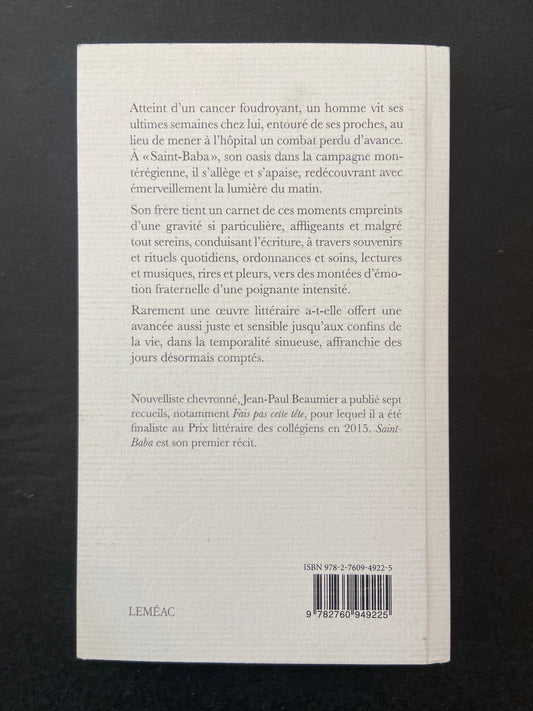 Atteint d'un cancer foudroyant, un homme vit ses
ultimes semaines chez lui, entouré de ses proches, au
lieu de mener à l'hôpital un combat perdu d'avance.
À «Saint-Baba», son oasis dans la campagne mon-
térégienne, il s'allège et s'apaise, redécouvrant avec
émerveillement la lumière du matin.
Son frère tient un carnet de ces moments empreints
d'une gravité si particulière, affligeants et malgré
tout sereins, conduisant l'écriture, à travers souvenirs
et rituels quotidiens, ordonnances et soins, lectures
et musiques, rires et pleurs, vers des montées d'émo-
tion fraternelle d'une poignante intensité.
Rarement une œuvre littéraire a-t-elle offert une
avancée aussi juste et sensible jusqu'aux confins de
la vie, dans la temporalité sinueuse, affranchie des
jours désormais comptés.
Nouvelliste chevronné, Jean-Paul Beaumier a publié sept
recueils, notamment Fais pas cette tête, pour lequel il a été
finaliste au Prix littéraire des collégiens en 2015. Saint-
Baba est son premier récit.
ISBN 978-2-7609-4922-5
9 782760 949225
LEMÉAC